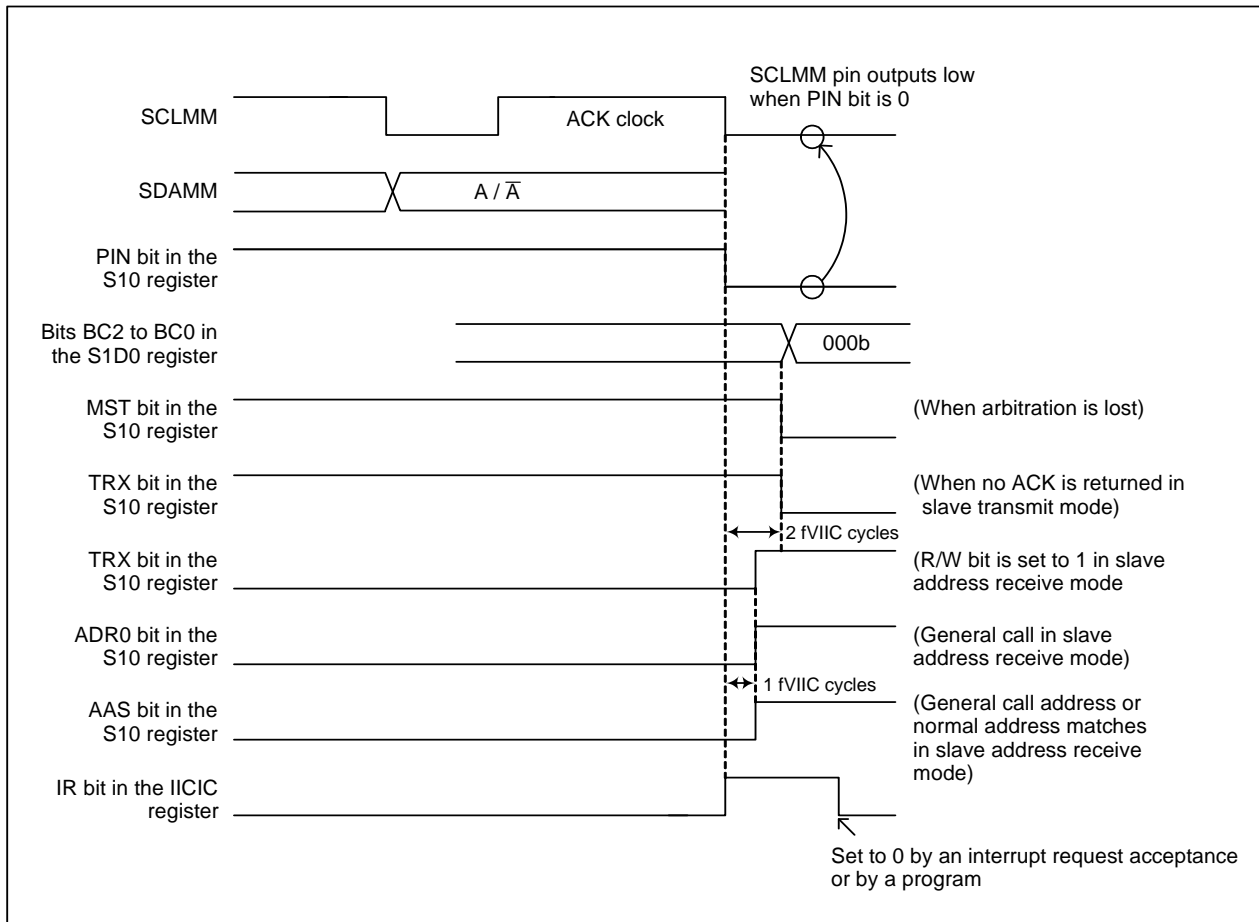 SCLMM pin outputs low
when PIN bit is 0
SCLMM
ACK clock
SDAMM
A / A̅
PIN bit in the
S10 register
Bits BC2 to BC0 in
the S1D0 register
000b
MST bit in the
S10 register
(When arbitration is lost)
TRX bit in the
S10 register
(When no ACK is returned in
slave transmit mode)
2 fVIIC cycles
TRX bit in the
S10 register
(R/W bit is set to 1 in slave
address receive mode
ADR0 bit in the
S10 register
(General call in slave
address receive mode)
1 fVIIC cycles
AAS bit in the
S10 register
(General call address or
normal address matches
in slave address receive
mode)
IR bit in the IICIC
register
Set to 0 by an interrupt request acceptance
or by a program